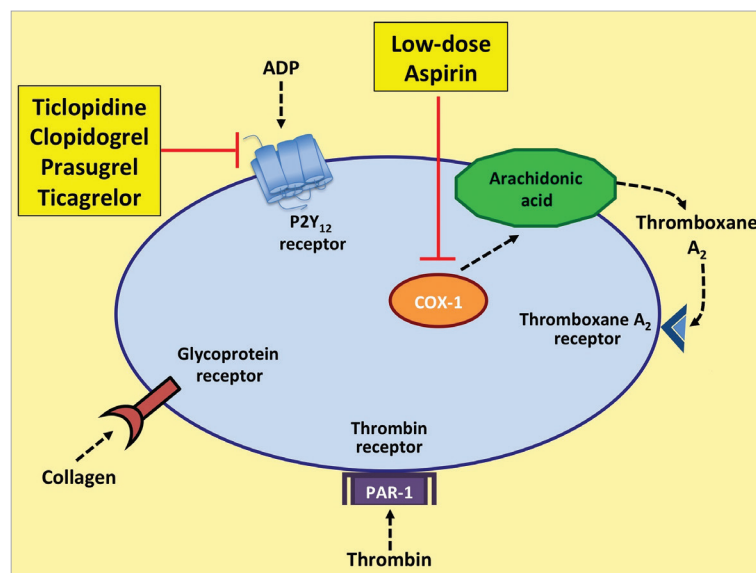 Low-dose
Aspirin
ADP
Ticlopidine
Clopidogrel
Prasugrel
Ticagrelor
P2Y₁₂
receptor
Arachidonic
acid
Thromboxane
A₂
COX-1
Thromboxane A₂
receptor
Glycoprotein
receptor
Collagen
Thrombin
receptor
PAR-1
Thrombin